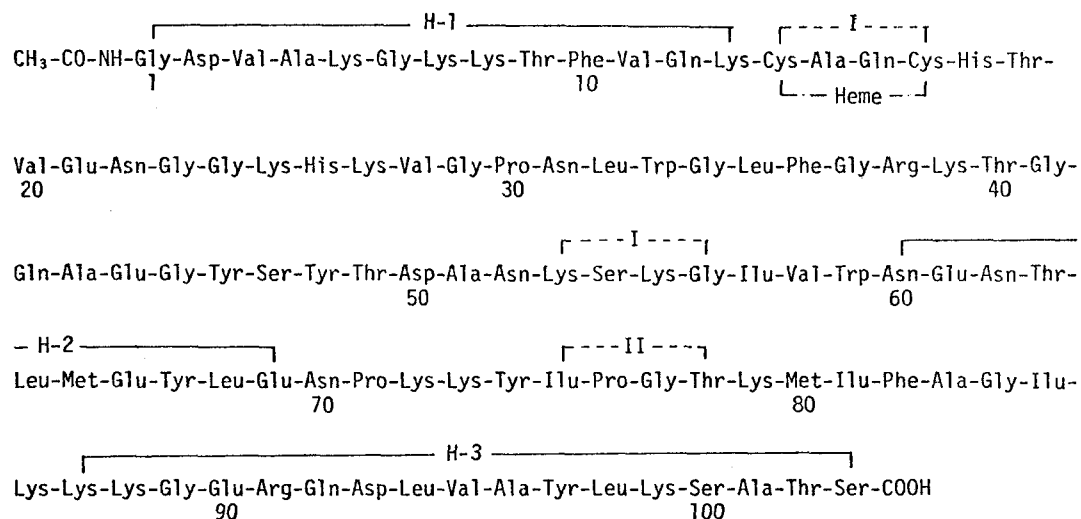 H-1 I
CH₃-CO-NH-Gly-Asp-Val-Ala-Lys-Gly-Lys-Lys-Thr-Phe-Val-Gln-Lys-Cys-Ala-Gln-Cys-His-Thr-
1 10 Heme
Val-Glu-Asn-Gly-Gly-Lys-His-Lys-Val-Gly-Pro-Asn-Leu-Trp-Gly-Leu-Phe-Gly-Arg-Lys-Thr-Gly-
20 30 40
I
Gln-Ala-Glu-Gly-Tyr-Ser-Tyr-Thr-Asp-Ala-Asn-Lys-Ser-Lys-Gly-Ilu-Val-Trp-Asn-Glu-Asn-Thr-
50 60
H-2 II
Leu-Met-Glu-Tyr-Leu-Glu-Asn-Pro-Lys-Lys-Tyr-Ilu-Pro-Gly-Thr-Lys-Met-Ilu-Phe-Ala-Gly-Ilu-
70 80
H-3
Lys-Lys-Lys-Gly-Glu-Arg-Gln-Asp-Leu-Val-Ala-Tyr-Leu-Lys-Ser-Ala-Thr-Ser-COOH
90 100